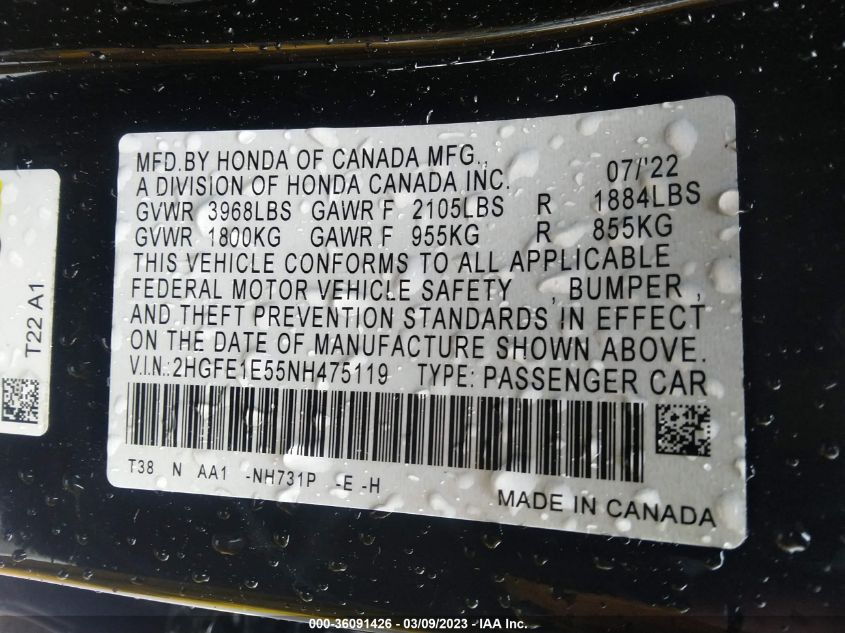 MFD.BY HONDA OF CANADA MFG., 07/'22
A DIVISION OF HONDA CANADA INC.
GVWR 3968LBS GAWR F 2105LBS R 1884LBS
GVWR 1800KG GAWR F 955KG R 855KG
THIS VEHICLE CONFORMS TO ALL APPLICABLE
FEDERAL MOTOR VEHICLE SAFETY , BUMPER ,
AND THEFT PREVENTION STANDARDS IN EFFECT
ON THE DATE OF MANUFACTURE SHOWN ABOVE.
V.I.N.:2HGFE1E55NH475119 TYPE: PASSENGER CAR
T38 N AA1 -NH731P -E -H
MADE IN CANADA
T22 A1
000-36091426 - 03/09/2023 - IAA Inc.